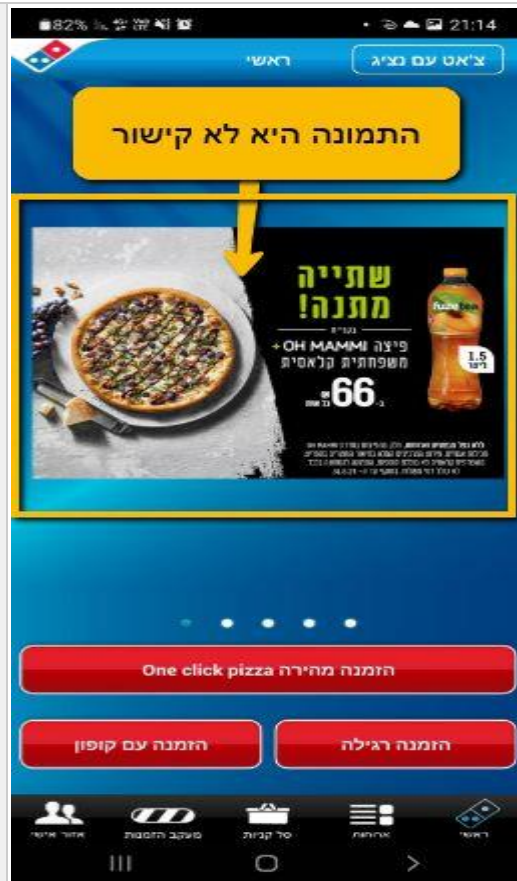 82%
21:14
צ'אט עם נציג
ראשי
התמונה היא לא קישור
שתייה
מתנה!
בקניית
פיצה OH MAMMI+
משפחתית קלאסית
ב-66
fuze tea
1.5
ליטר
הזמנה מהירה One click pizza
הזמנה רגילה
הזמנה עם קופון
ראשי
ארוחות
סל קניות
מעקב הזמנות
אזור אישי